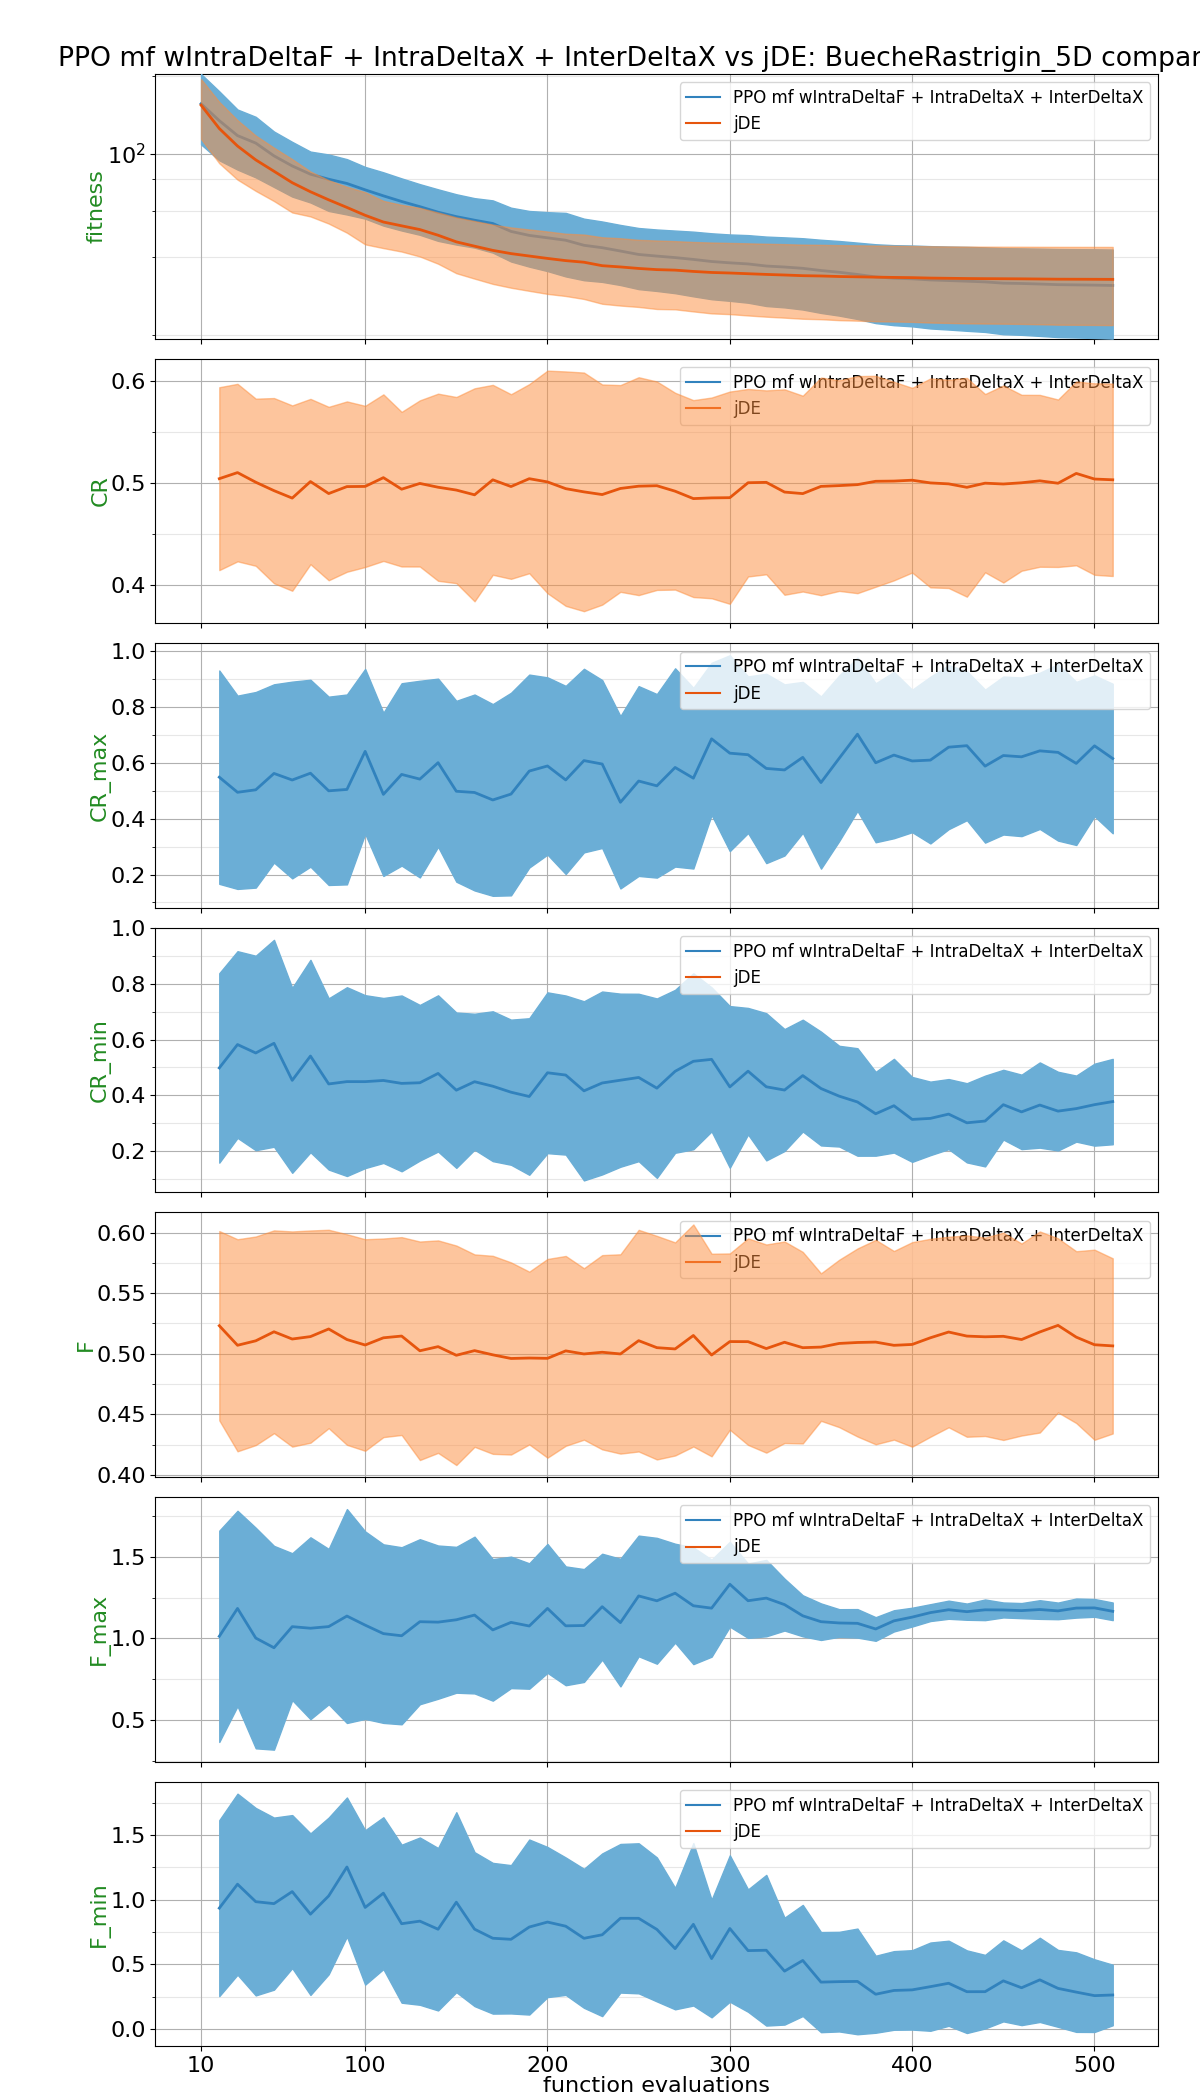 PPO mf wIntraDeltaF + IntraDeltaX + InterDeltaX vs jDE: BuecheRastrigin_5D compar
PPO mf wIntraDeltaF + IntraDeltaX + InterDeltaX
jDE
10²
fitness
PPO mf wIntraDeltaF + IntraDeltaX + InterDeltaX
jDE
0.6
0.5
0.4
CR
PPO mf wIntraDeltaF + IntraDeltaX + InterDeltaX
jDE
1.0
0.8
0.6
0.4
0.2
CR_max
PPO mf wIntraDeltaF + IntraDeltaX + InterDeltaX
jDE
1.0
0.8
0.6
0.4
0.2
CR_min
PPO mf wIntraDeltaF + IntraDeltaX + InterDeltaX
jDE
0.60
0.55
0.50
0.45
0.40
F
PPO mf wIntraDeltaF + IntraDeltaX + InterDeltaX
jDE
1.5
1.0
0.5
F_max
PPO mf wIntraDeltaF + IntraDeltaX + InterDeltaX
jDE
1.5
1.0
0.5
0.0
F_min
10 100 200 300 400 500
function evaluations